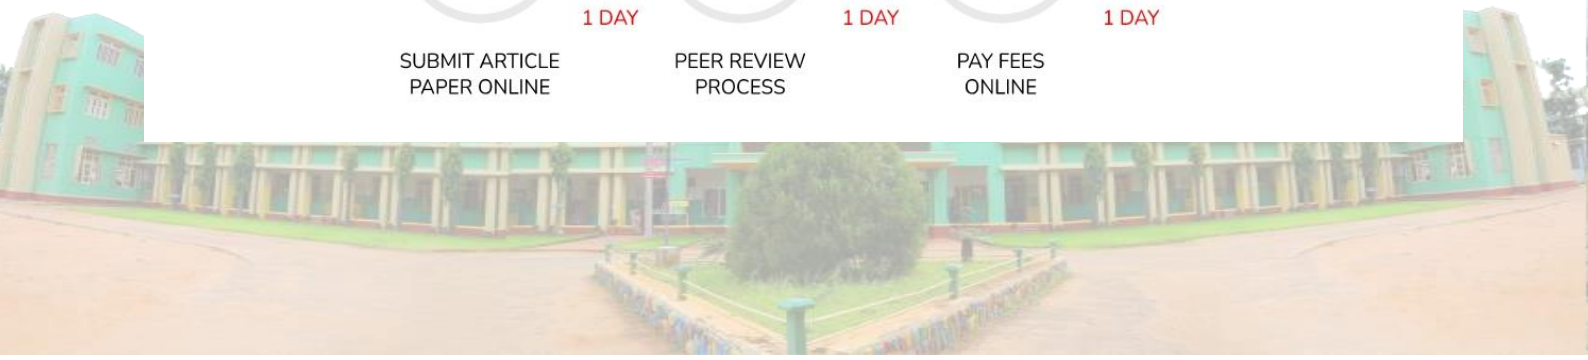 1 DAY 1 DAY 1 DAY
SUBMIT ARTICLE PEER REVIEW PAY FEES
PAPER ONLINE PROCESS ONLINE